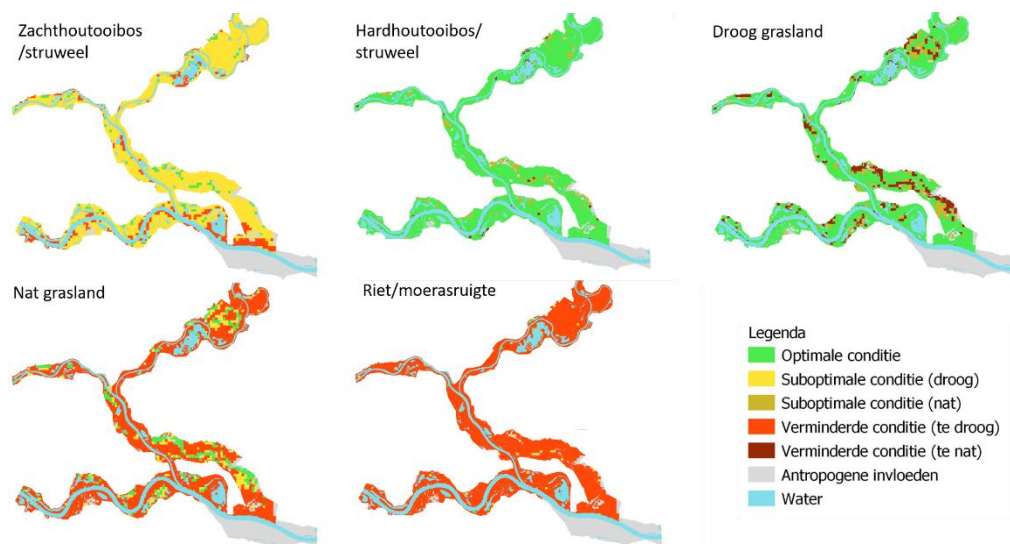 Zachthoutooibos
/struweel
Hardhoutooibos/
struweel
Droog grasland
Nat grasland
Riet/moerasruigte
Legenda
Optimale conditie
Suboptimale conditie (droog)
Suboptimale conditie (nat)
Verminderde conditie (te droog)
Verminderde conditie (te nat)
Antropogene invloeden
Water